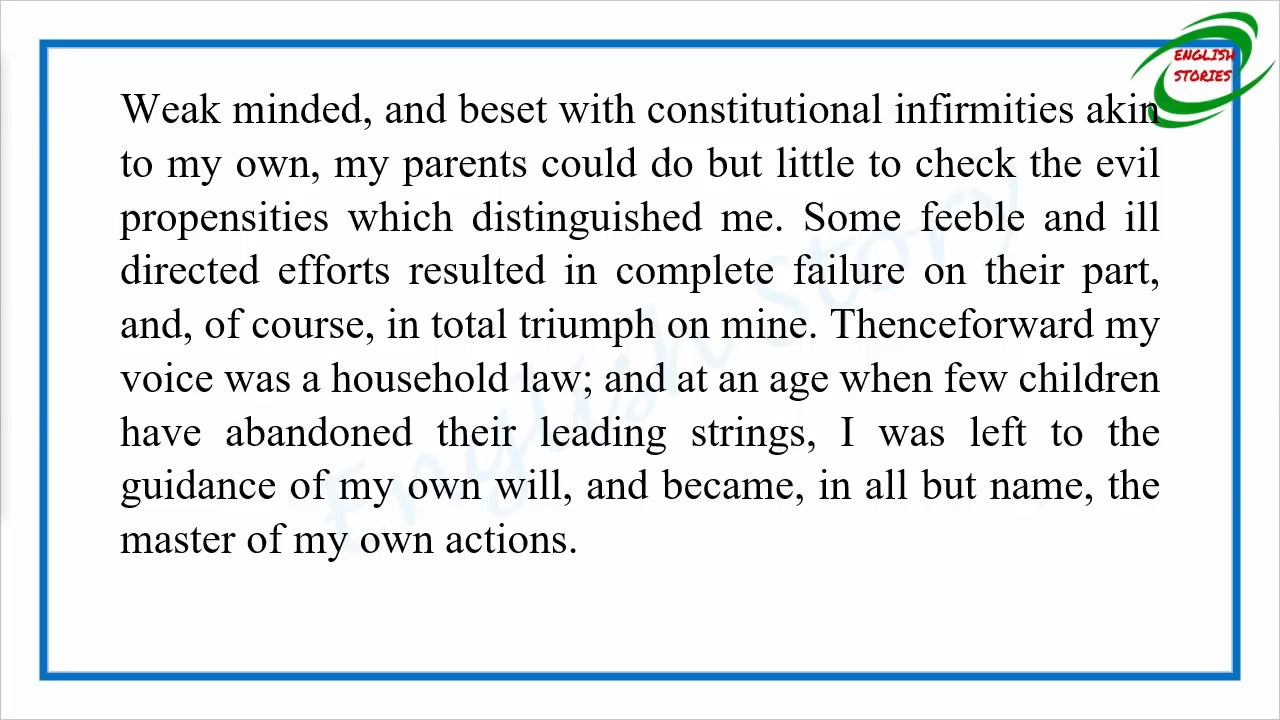 ENGLISH
STORIES
Weak minded, and beset with constitutional infirmities akin
to my own, my parents could do but little to check the evil
propensities which distinguished me. Some feeble and ill
directed efforts resulted in complete failure on their part,
and, of course, in total triumph on mine. Thenceforward my
voice was a household law; and at an age when few children
have abandoned their leading strings, I was left to the
guidance of my own will, and became, in all but name, the
master of my own actions.
English Story